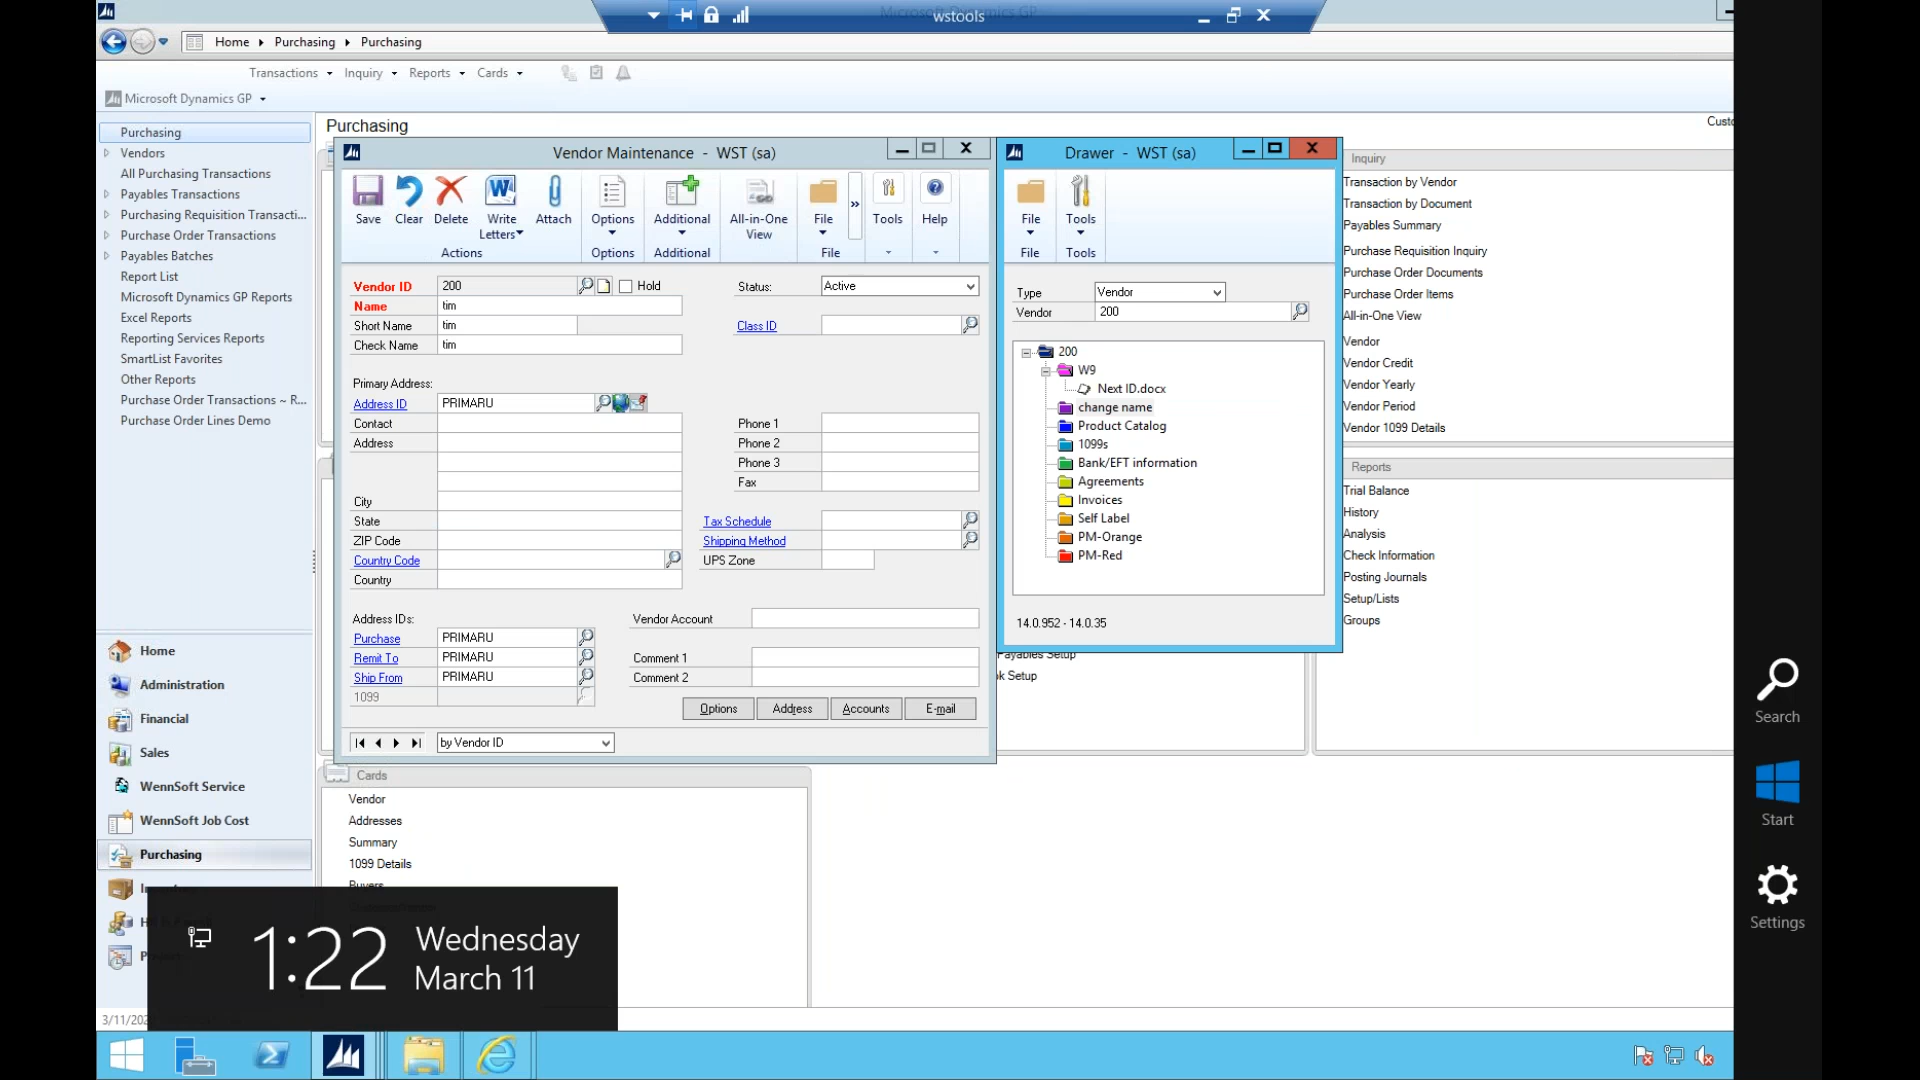 wstools
Home
Purchasing
Purchasing
Transactions
Inquiry
Reports
Cards
Microsoft Dynamics GP
Purchasing
Vendors
All Purchasing Transactions
Payables Transactions
Purchasing Requisition Transacti...
Purchase Order Transactions
Payables Batches
Report List
Microsoft Dynamics GP Reports
Excel Reports
Reporting Services Reports
SmartList Favorites
Other Reports
Purchase Order Transactions ~ R...
Purchase Order Lines Demo
Home
Administration
Financial
Sales
WennSoft Service
WennSoft Job Cost
Purchasing
Purchasing
Vendor Maintenance - WST (sa)
Save
Clear
Delete
Write Letters
Attach
Options
Additional
All-in-One View
File
»
Tools
Help
Actions
Options
Additional
File
Vendor ID 200
Hold
Status: Active
Name tim
Short Name tim
Class ID
Check Name tim
Primary Address:
Address ID PRIMARU
Contact
Phone 1
Address
Phone 2
Phone 3
Fax
City
State
Tax Schedule
ZIP Code
Shipping Method
Country Code
UPS Zone
Country
Address IDs:
Vendor Account
Purchase PRIMARU
Remit To PRIMARU
Comment 1
Ship From PRIMARU
Comment 2
1099
Options
Address
Accounts
E-mail
by Vendor ID
Drawer - WST (sa)
File
Tools
File
Tools
Type Vendor
Vendor 200
200
W9
Next ID.docx
change name
Product Catalog
1099s
Bank/EFT information
Agreements
Invoices
Self Label
PM-Orange
PM-Red
14.0.952 - 14.0.35
Inquiry
Transaction by Vendor
Transaction by Document
Payables Summary
Purchase Requisition Inquiry
Purchase Order Documents
Purchase Order Items
All-in-One View
Vendor
Vendor Credit
Vendor Yearly
Vendor Period
Vendor 1099 Details
Reports
Trial Balance
History
Analysis
Check Information
Posting Journals
Setup/Lists
Groups
Payables Setup
Setup
Cards
Vendor
Addresses
Summary
1099 Details
Buyers
1:22
Wednesday
March 11
Search
Start
Settings